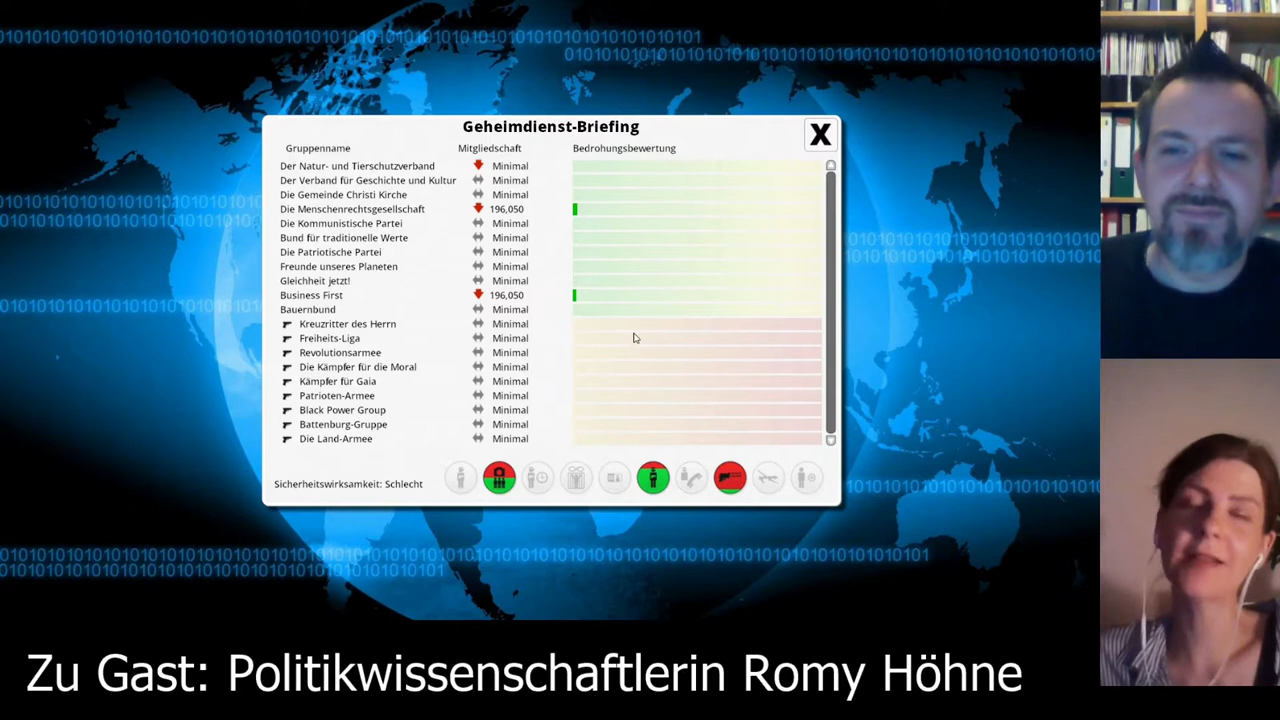 01010101010101010101010101010101010101010101010101010101010101
Geheimdienst-Briefing
X
Gruppenname Mitgliedschaft Bedrohungsbewertung
Der Natur- und Tierschutzverband Minimal
Der Verband für Geschichte und Kultur Minimal
Die Gemeinde Christi Kirche Minimal
Die Menschenrechtsgesellschaft 196,050
Die Kommunistische Partei Minimal
Bund für traditionelle Werte Minimal
Die Patriotische Partei Minimal
Freunde unseres Planeten Minimal
Gleichheit jetzt! Minimal
Business First 196,050
Bauernbund Minimal
Kreuzritter des Herrn Minimal
Freiheits-Liga Minimal
Revolutionsarmee Minimal
Die Kämpfer für die Moral Minimal
Kämpfer für Gaia Minimal
Patrioten-Armee Minimal
Black Power Group Minimal
Battenburg-Gruppe Minimal
Die Land-Armee Minimal
Sicherheitswirksamkeit: Schlecht
Zu Gast: Politikwissenschaftlerin Romy Höhne